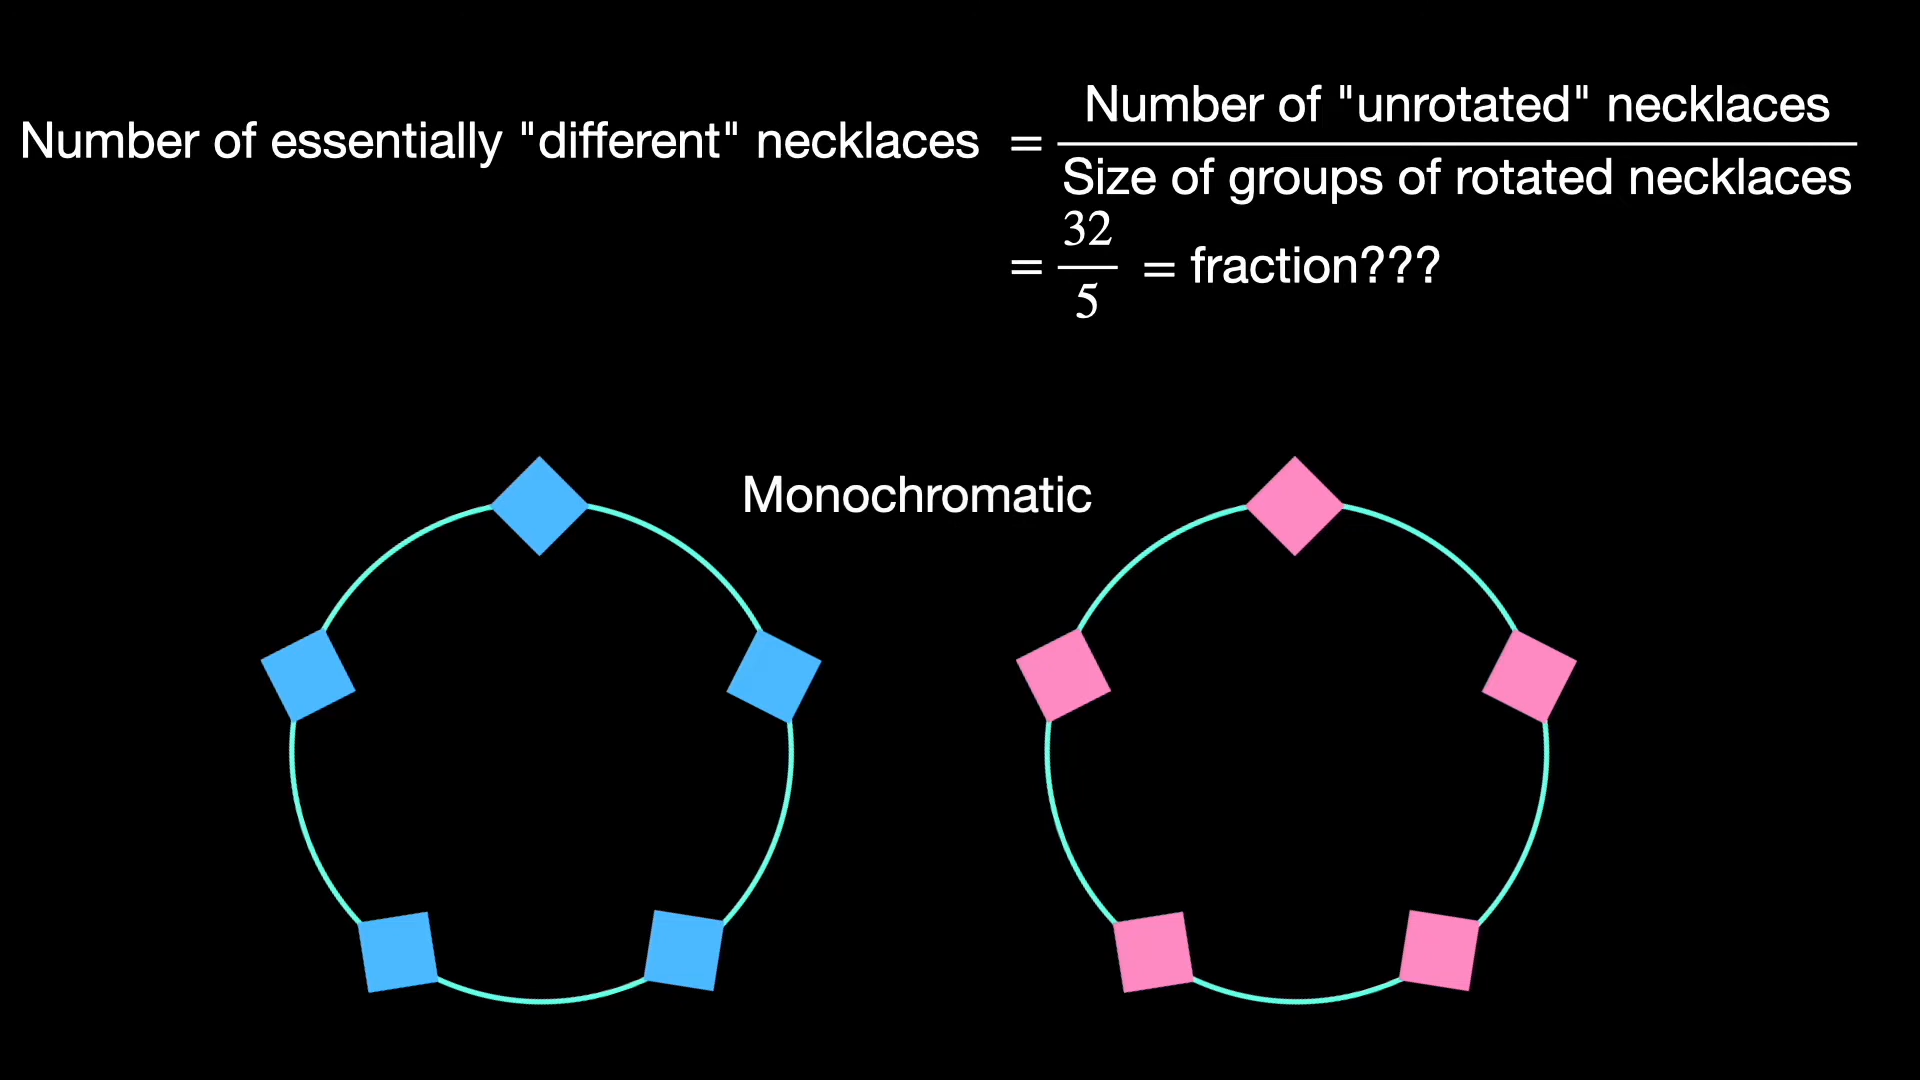 Number of essentially "different" necklaces = Number of "unrotated" necklaces
Size of groups of rotated necklaces
= 32
5
= fraction???
Monochromatic